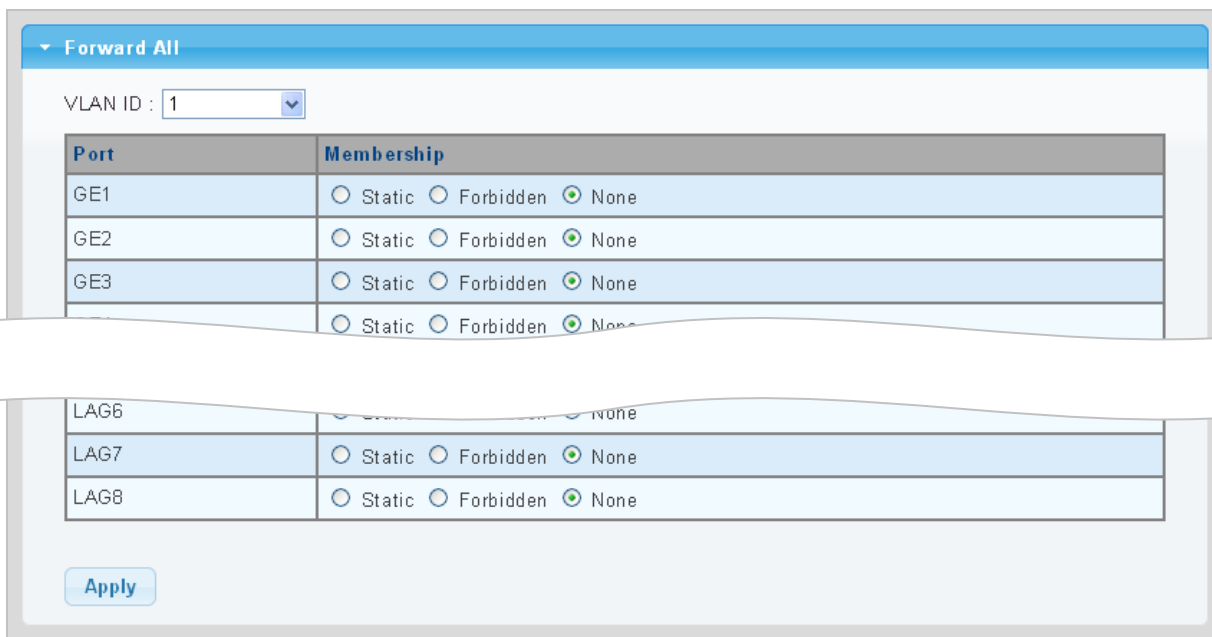 Forward All
VLAN ID : 1
Port Membership
GE1 Static Forbidden None
GE2 Static Forbidden None
GE3 Static Forbidden None
Static Forbidden None
LAG6 None
LAG7 Static Forbidden None
LAG8 Static Forbidden None
Apply